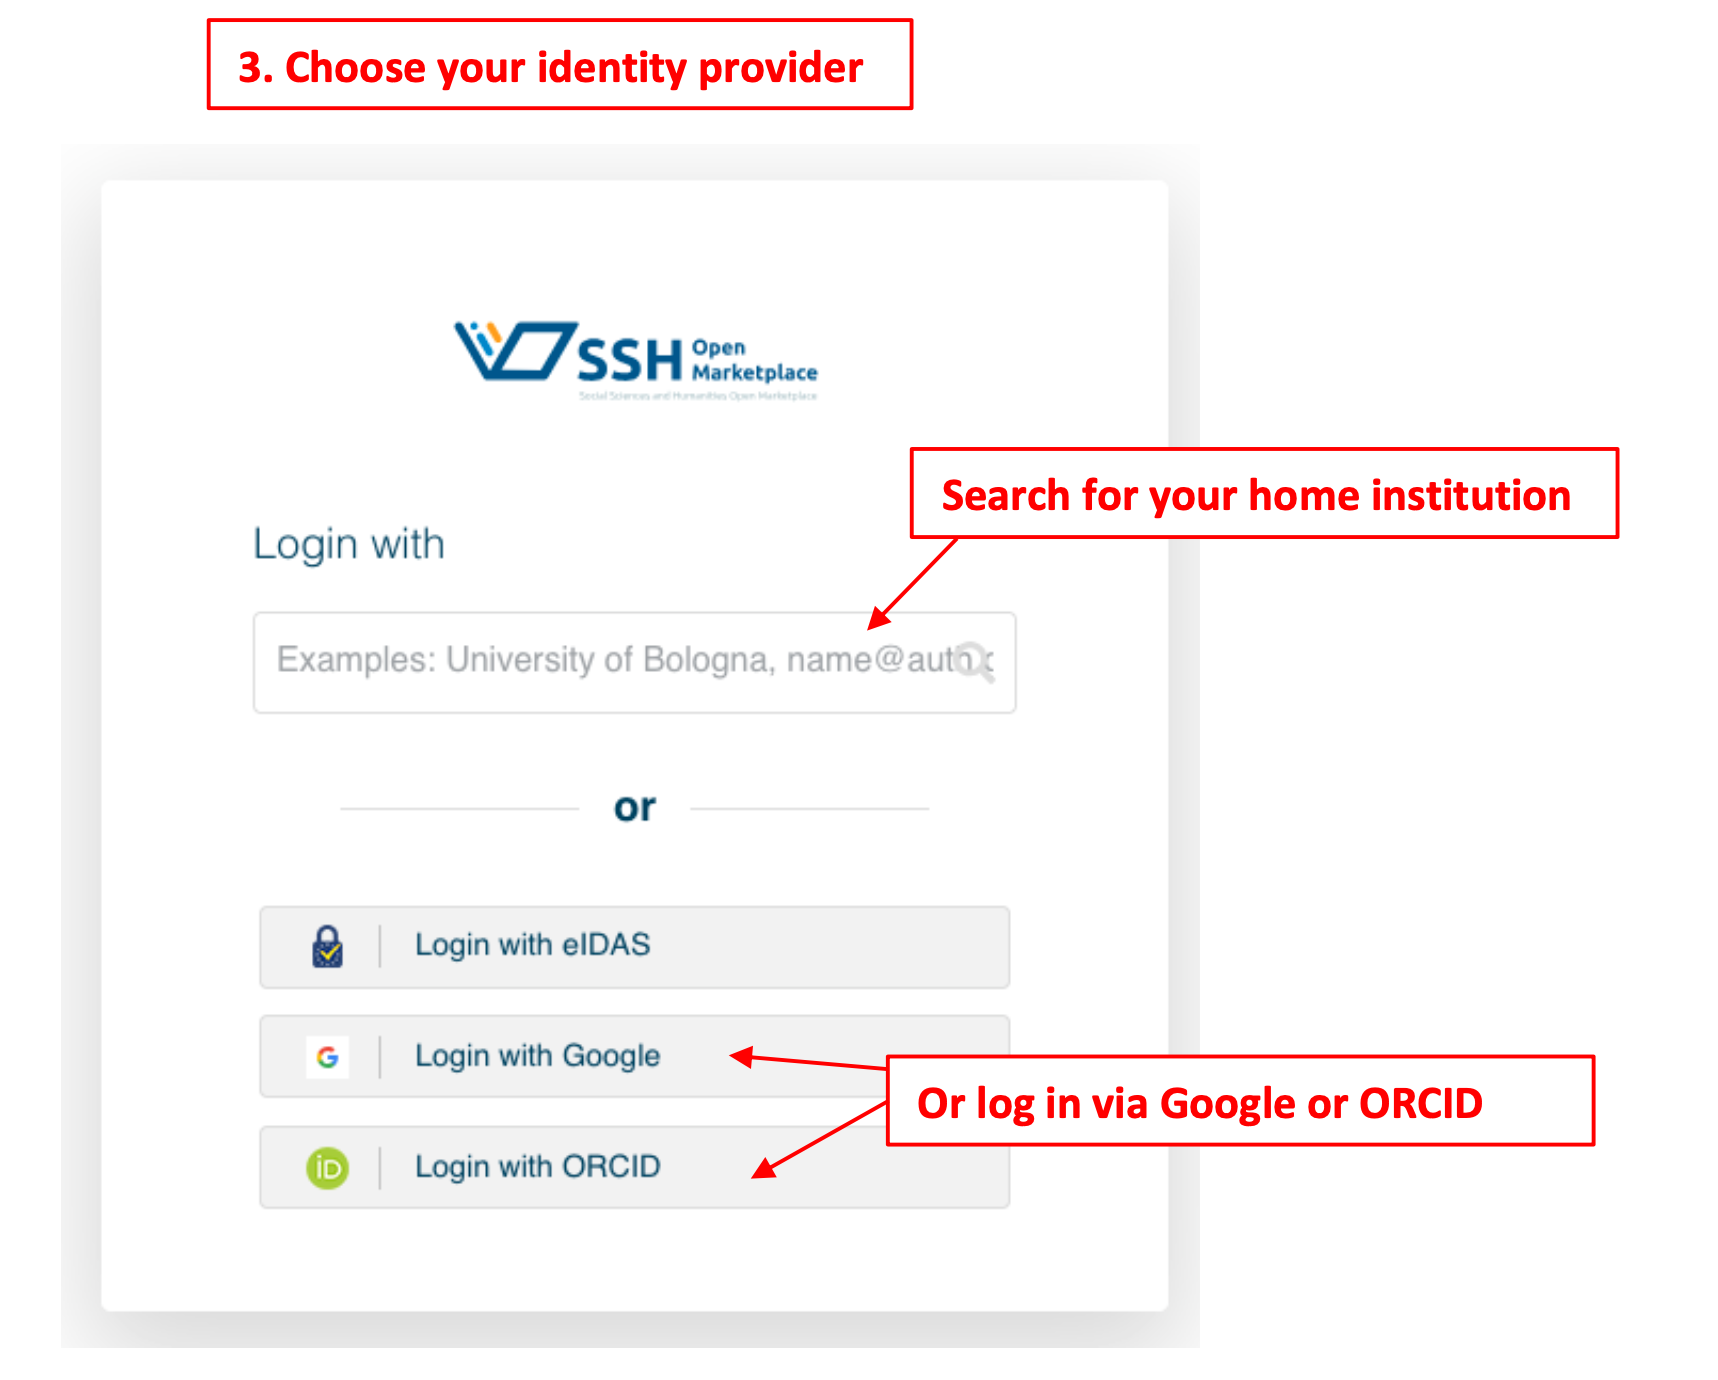 3. Choose your identity provider
SSH Open
Marketplace
Social Sciences and Humanities Open Marketplace
Search for your home institution
Login with
Examples: University of Bologna, name@auth
or
Login with eIDAS
Login with Google
Or log in via Google or ORCID
iD
Login with ORCID